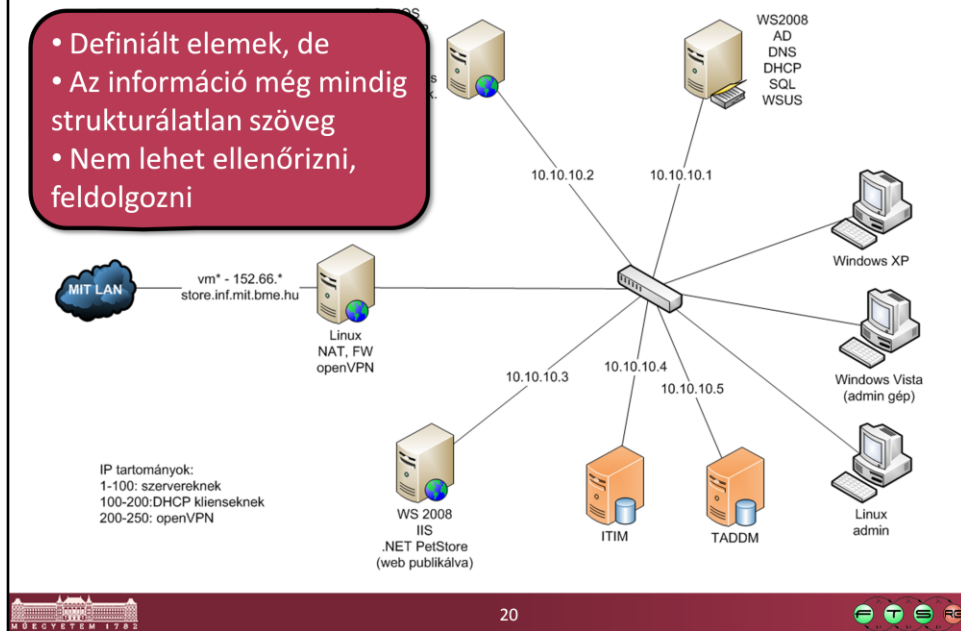 • Definiált elemek, de
• Az információ még mindig
strukturálatlan szöveg
• Nem lehet ellenőrizni,
feldolgozni
WS2008
AD
DNS
DHCP
SQL
WSUS
10.10.10.2
10.10.10.1
Windows XP
MIT LAN
vm* - 152.66.*
store.inf.mit.bme.hu
Linux
NAT, FW
openVPN
10.10.10.3
10.10.10.4
10.10.10.5
Windows Vista
(admin gép)
IP tartományok:
1-100: szervereknek
100-200:DHCP klienseknek
200-250: openVPN
WS 2008
IIS
.NET PetStore
(web publikálva)
ITIM
TADDM
Linux
admin
MŰEGYETEM 1782
20
FTSRG